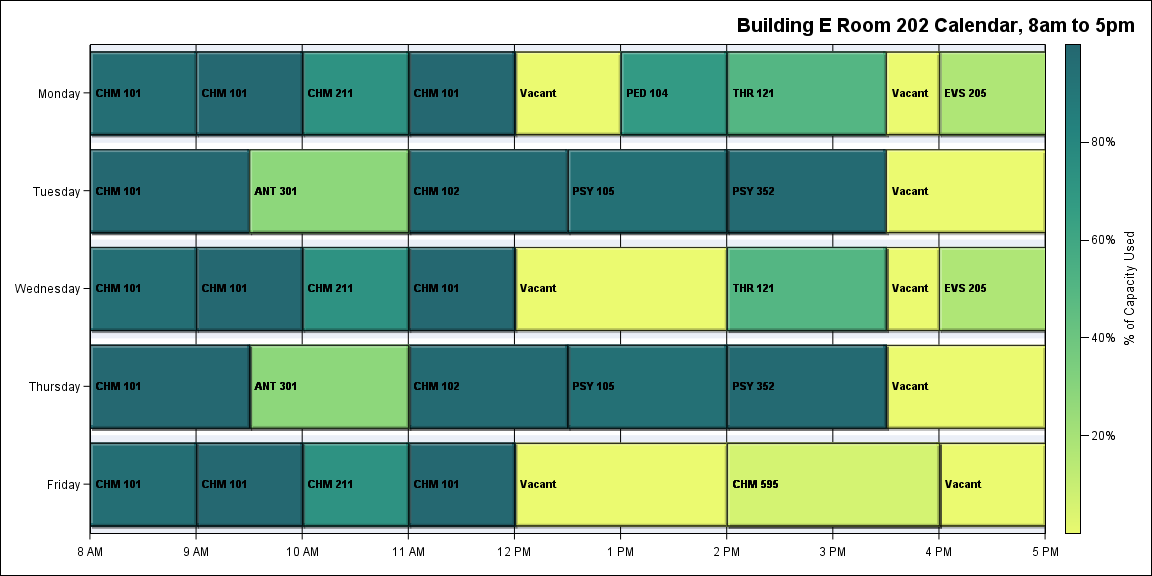 Building E Room 202 Calendar, 8am to 5pm
Monday
CHM 101
CHM 101
CHM 211
CHM 101
Vacant
PED 104
THR 121
Vacant
EVS 205
Tuesday
CHM 101
ANT 301
CHM 102
PSY 105
PSY 352
Vacant
Wednesday
CHM 101
CHM 101
CHM 211
CHM 101
Vacant
THR 121
Vacant
EVS 205
Thursday
CHM 101
ANT 301
CHM 102
PSY 105
PSY 352
Vacant
Friday
CHM 101
CHM 101
CHM 211
CHM 101
Vacant
CHM 595
Vacant
8 AM
9 AM
10 AM
11 AM
12 PM
1 PM
2 PM
3 PM
4 PM
5 PM
80%
60%
40%
20%
% of Capacity Used